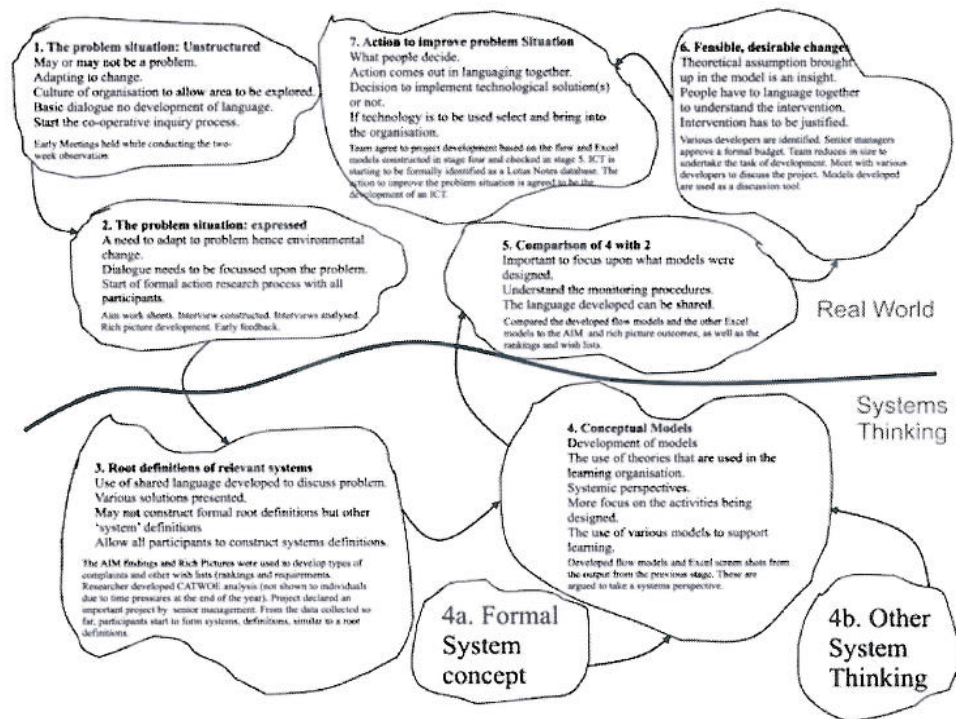 1. The problem situation: Unstructured
May or may not be a problem.
Adapting to change.
Culture of organisation to allow area to be explored.
Basic dialogue no development of language.
Start the co-operative inquiry process.
Early Meetings held while conducting the two-
week observation.
2. The problem situation: expressed
A need to adapt to problem hence environmental
change.
Dialogue needs to be focussed upon the problem.
Start of formal action research process with all
participants.
Aim work sheets. Interview constructed. Interviews analysed.
Rich picture development. Early feedback.
3. Root definitions of relevant systems
Use of shared language developed to discuss problem.
Various solutions presented.
May not construct formal root definitions but other
‘system’ definitions
Allow all participants to construct systems definitions.
The AIM findings and Rich Pictures were used to develop types of
complaints and other wish lists (rankings and requirements.
Researcher developed CATWOE analysis (not shown to individuals
due to time pressures at the end of the year). Project declared an
important project by senior management. From the data collected so
far, participants start to form systems, definitions, similar to a root
definitions.
4. Conceptual Models
Development of models
The use of theories that are used in the
learning organisation.
Systemic perspectives.
More focus on the activities being
designed.
The use of various models to support
learning.
Developed flow models and Excel screen shots from
the output from the previous stage. These are
argued to take a systems perspective.
4a. Formal
System
concept
4b. Other
System
Thinking
5. Comparison of 4 with 2
Important to focus upon what models were
designed.
Understand the monitoring procedures.
The language developed can be shared.
Compared the developed flow models and the other Excel
models to the AIM and rich picture outcomes, as well as the
rankings and wish lists.
6. Feasible, desirable changes
Theoretical assumption brought
up in the model is an insight.
People have to language together
to understand the intervention.
Intervention has to be justified.
Various developers are identified. Senior managers
approve a formal budget. Team reduces in size to
undertake the task of development. Meet with various
developers to discuss the project. Models developed
are used as a discussion tool.
7. Action to improve problem Situation
What people decide.
Action comes out in languaging together.
Decision to implement technological solution(s)
or not.
If technology is to be used select and bring into
the organisation.
Team agree to project development based on the flow and Excel
models constructed in stage four and checked in stage 5. ICT is
starting to be formally identified as a Lotus Notes database. The
action to improve the problem situation is agreed to be the
development of an ICT.
Real World
Systems
Thinking